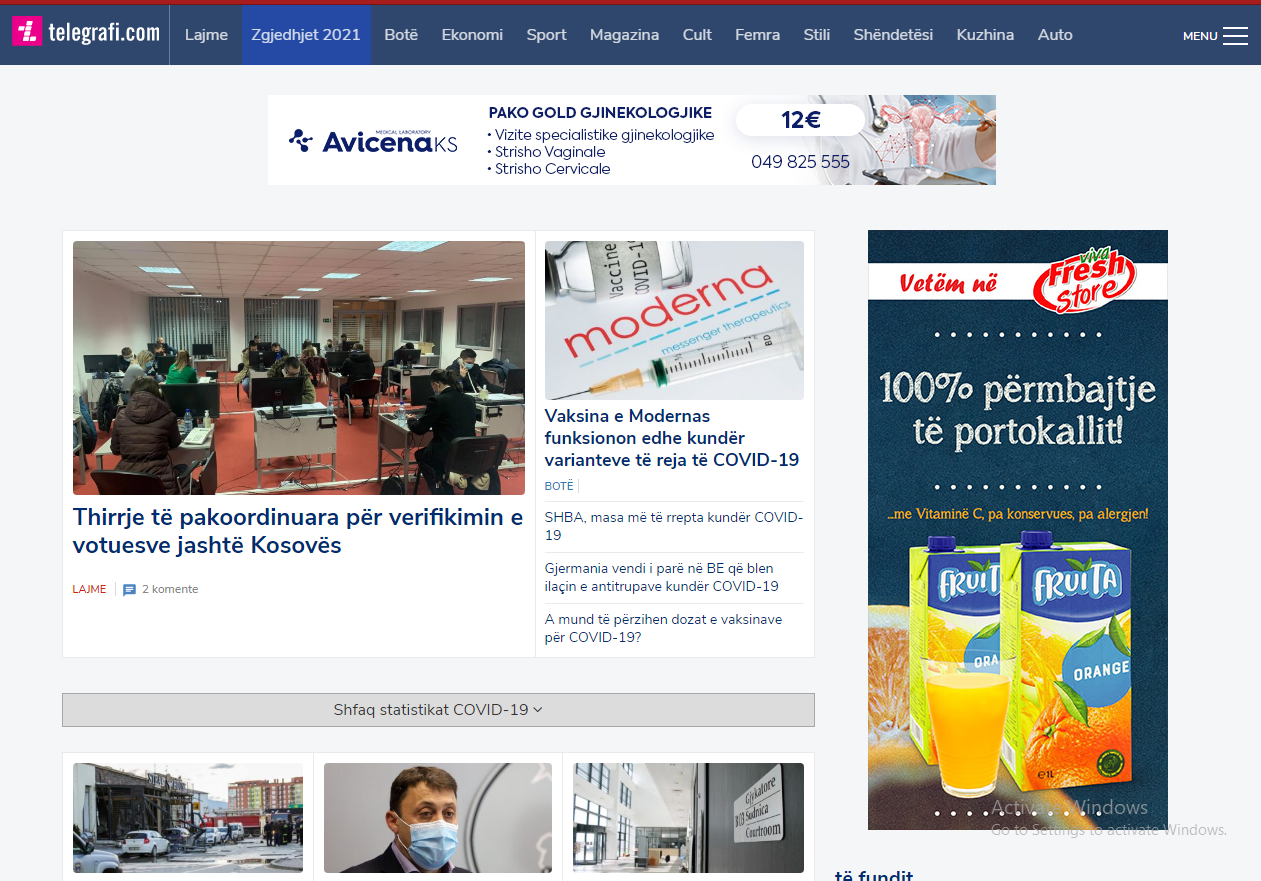 telegrafi.com
Lajme
Zgjedhjet 2021
Botë
Ekonomi
Sport
Magazina
Cult
Femra
Stili
Shëndetësi
Kuzhina
Auto
MENU
MEDICAL LABORATORY
AvicenaKS
PAKO GOLD GJINEKOLOGJIKE
• Vizite specialistike gjinekologjike
• Strisho Vaginale
• Strisho Cervicale
12€
049 825 555
Vaccine
COVID-19
moderna
messenger therapeutics
Thirrje të pakoordinuara për verifikimin e
votuesve jashtë Kosovës
LAJME
2 komente
Vaksina e Modernas
funksionon edhe kundër
varianteve të reja të COVID-19
BOTË
SHBA, masa më të rrepta kundër COVID-
19
Gjermania vendi i parë në BE që blen
ilaçin e antitrupave kundër COVID-19
A mund të përzihen dozat e vaksinave
për COVID-19?
Vetëm në
viva
Fresh
Store
100% përmbajtje
të portokallit!
...me Vitaminë C, pa konservues, pa alergjen!
FRUITA
FRUITA
ORA
ORANGE
e1L
Shfaq statistikat COVID-19
Gjykatore
Sudnica
Courtroom
Activate Windows
Go to Settings to activate Windows.
të fundit